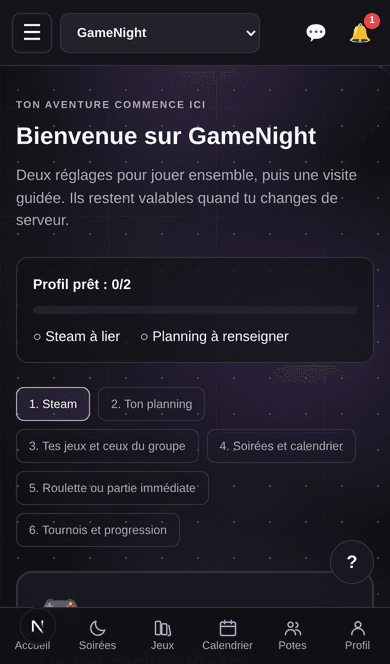 GameNight
1
TON AVENTURE COMMENCE ICI
Bienvenue sur GameNight
Deux réglages pour jouer ensemble, puis une visite
guidée. Ils restent valables quand tu changes de
serveur.
Profil prêt : 0/2
○ Steam à lier ○ Planning à renseigner
1. Steam 2. Ton planning
3. Tes jeux et ceux du groupe 4. Soirées et calendrier
5. Roulette ou partie immédiate
6. Tournois et progression
?
N
Accueil Soirées Jeux Calendrier Potes Profil